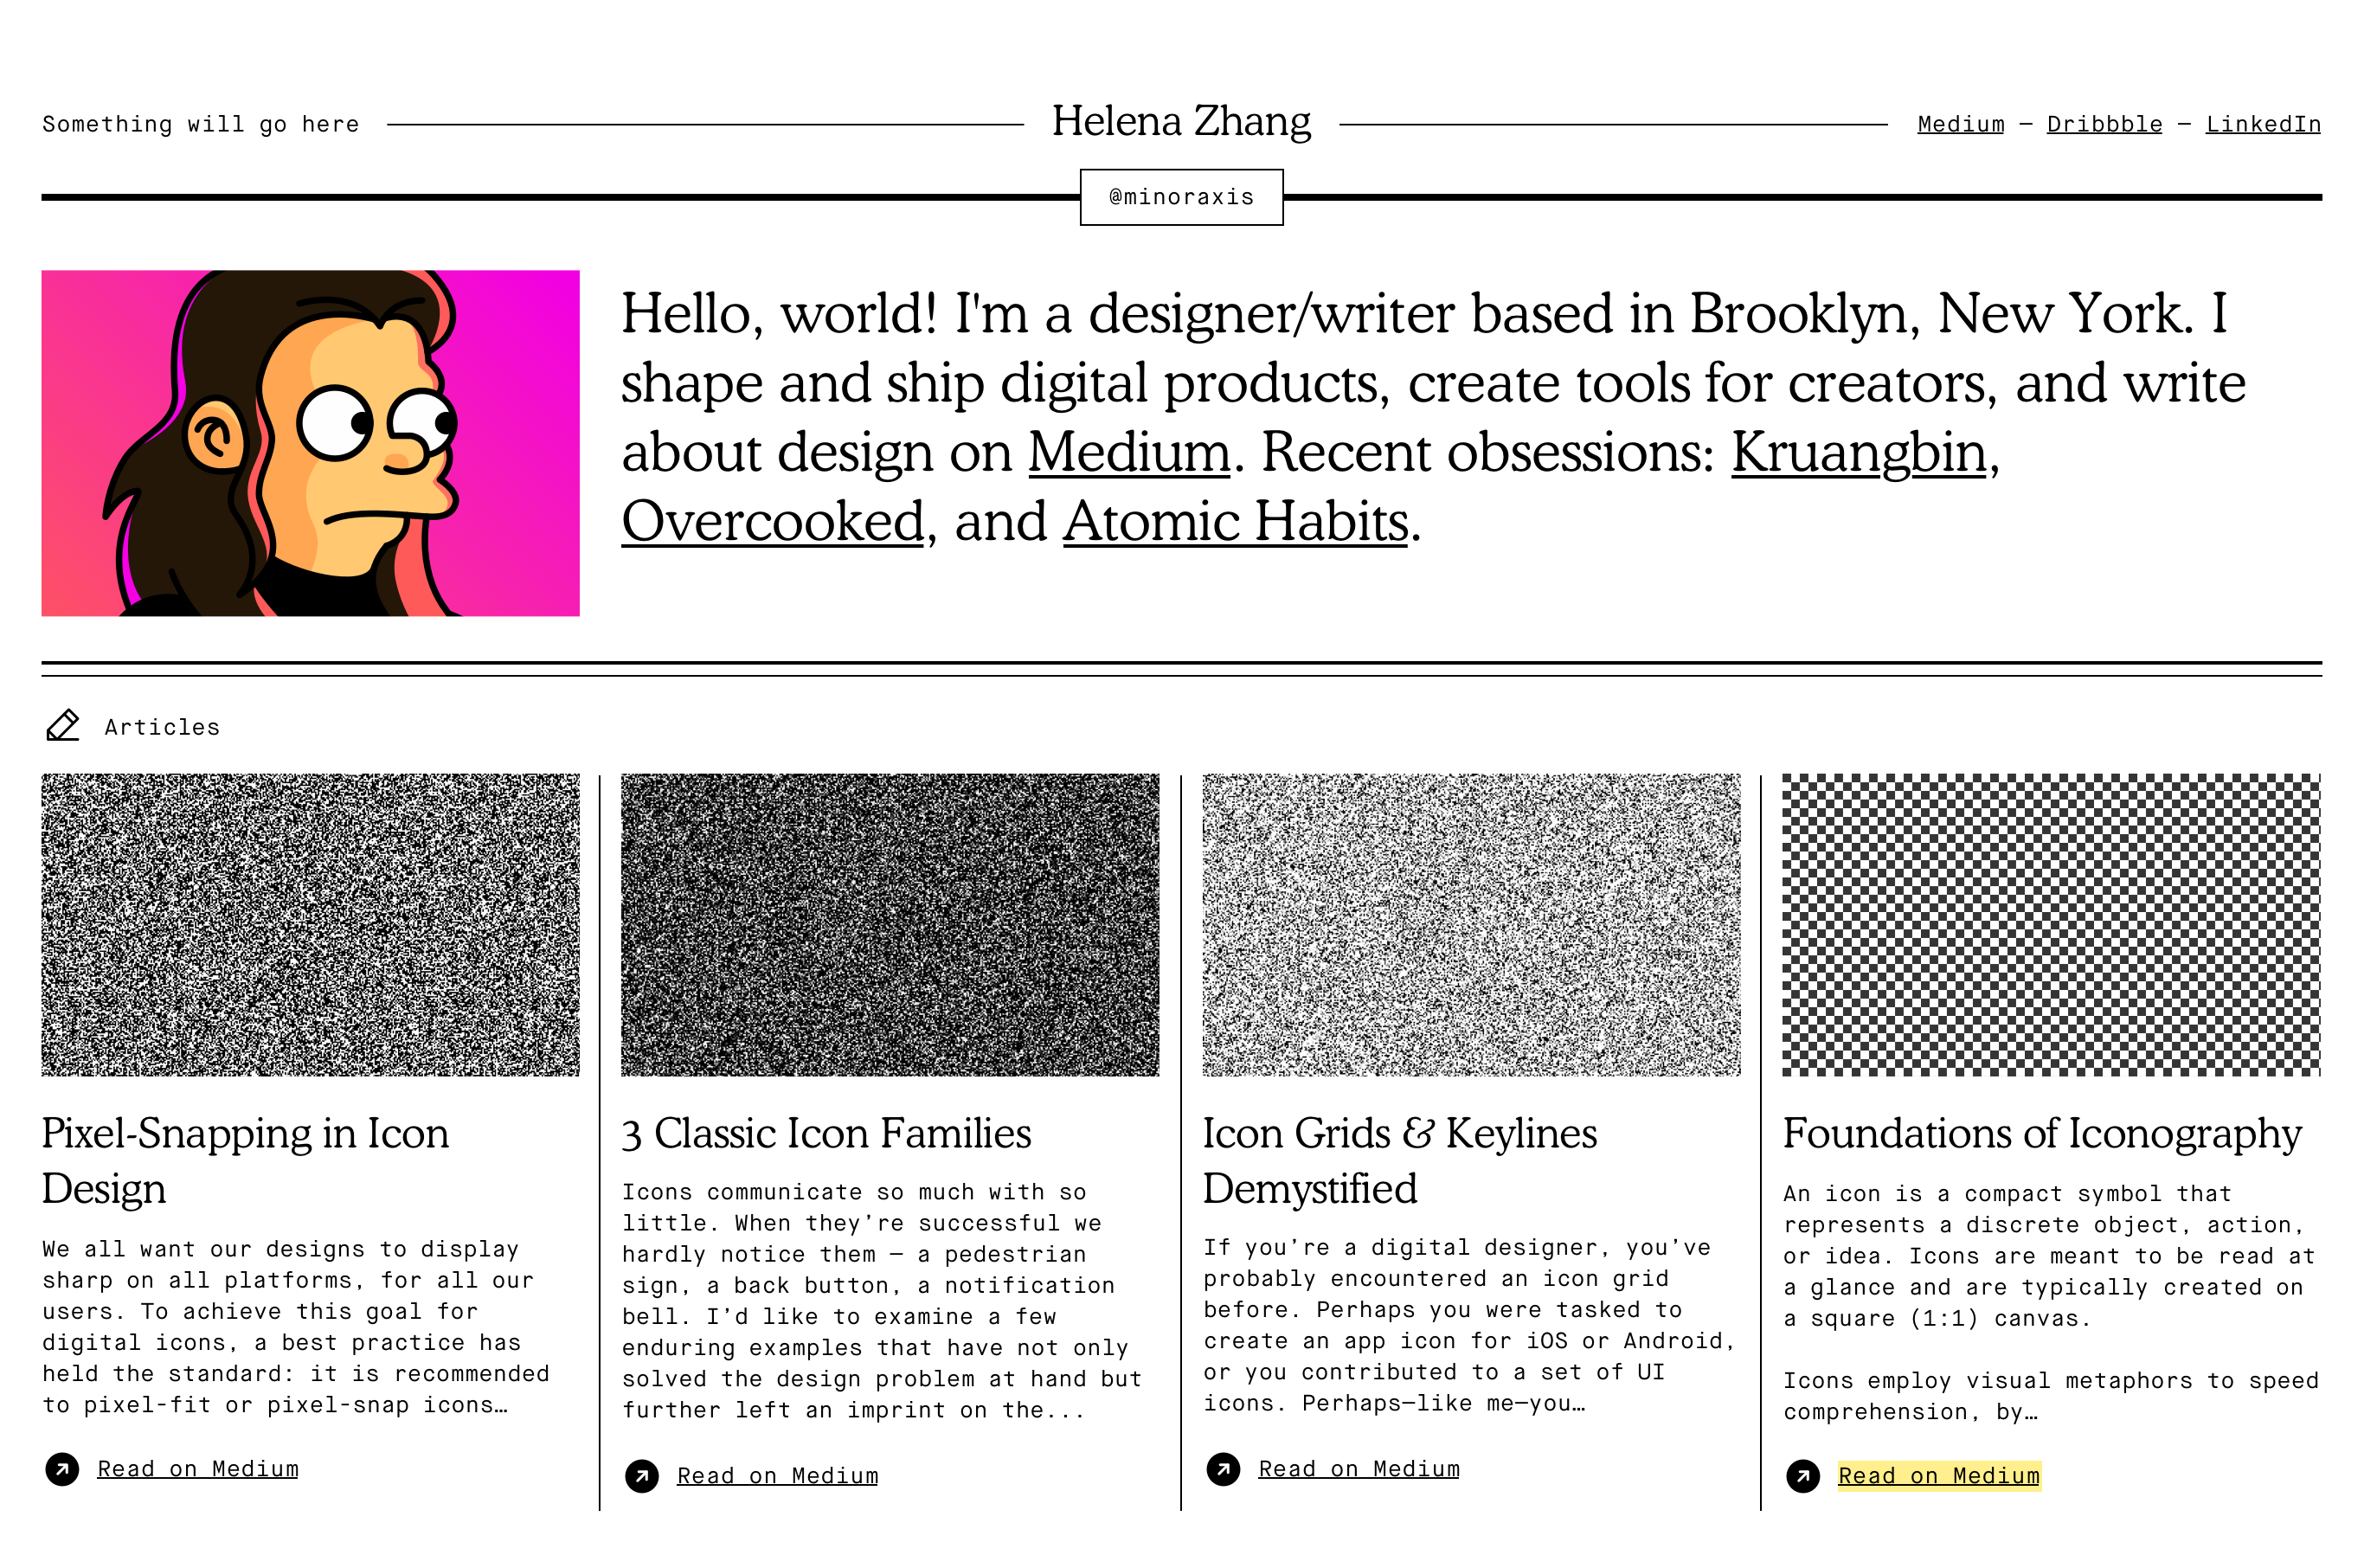 Something will go here
Helena Zhang
Medium — Dribbble — LinkedIn
@minoraxis
Hello, world! I'm a designer/writer based in Brooklyn, New York. I
shape and ship digital products, create tools for creators, and write
about design on Medium. Recent obsessions: Kruangbin,
Overcooked, and Atomic Habits.
Articles
Pixel-Snapping in Icon
Design
We all want our designs to display
sharp on all platforms, for all our
users. To achieve this goal for
digital icons, a best practice has
held the standard: it is recommended
to pixel-fit or pixel-snap icons…
Read on Medium
3 Classic Icon Families
Icons communicate so much with so
little. When they’re successful we
hardly notice them — a pedestrian
sign, a back button, a notification
bell. I’d like to examine a few
enduring examples that have not only
solved the design problem at hand but
further left an imprint on the...
Read on Medium
Icon Grids & Keylines
Demystified
If you’re a digital designer, you’ve
probably encountered an icon grid
before. Perhaps you were tasked to
create an app icon for iOS or Android,
or you contributed to a set of UI
icons. Perhaps—like me—you…
Read on Medium
Foundations of Iconography
An icon is a compact symbol that
represents a discrete object, action,
or idea. Icons are meant to be read at
a glance and are typically created on
a square (1:1) canvas.
Icons employ visual metaphors to speed
comprehension, by…
Read on Medium